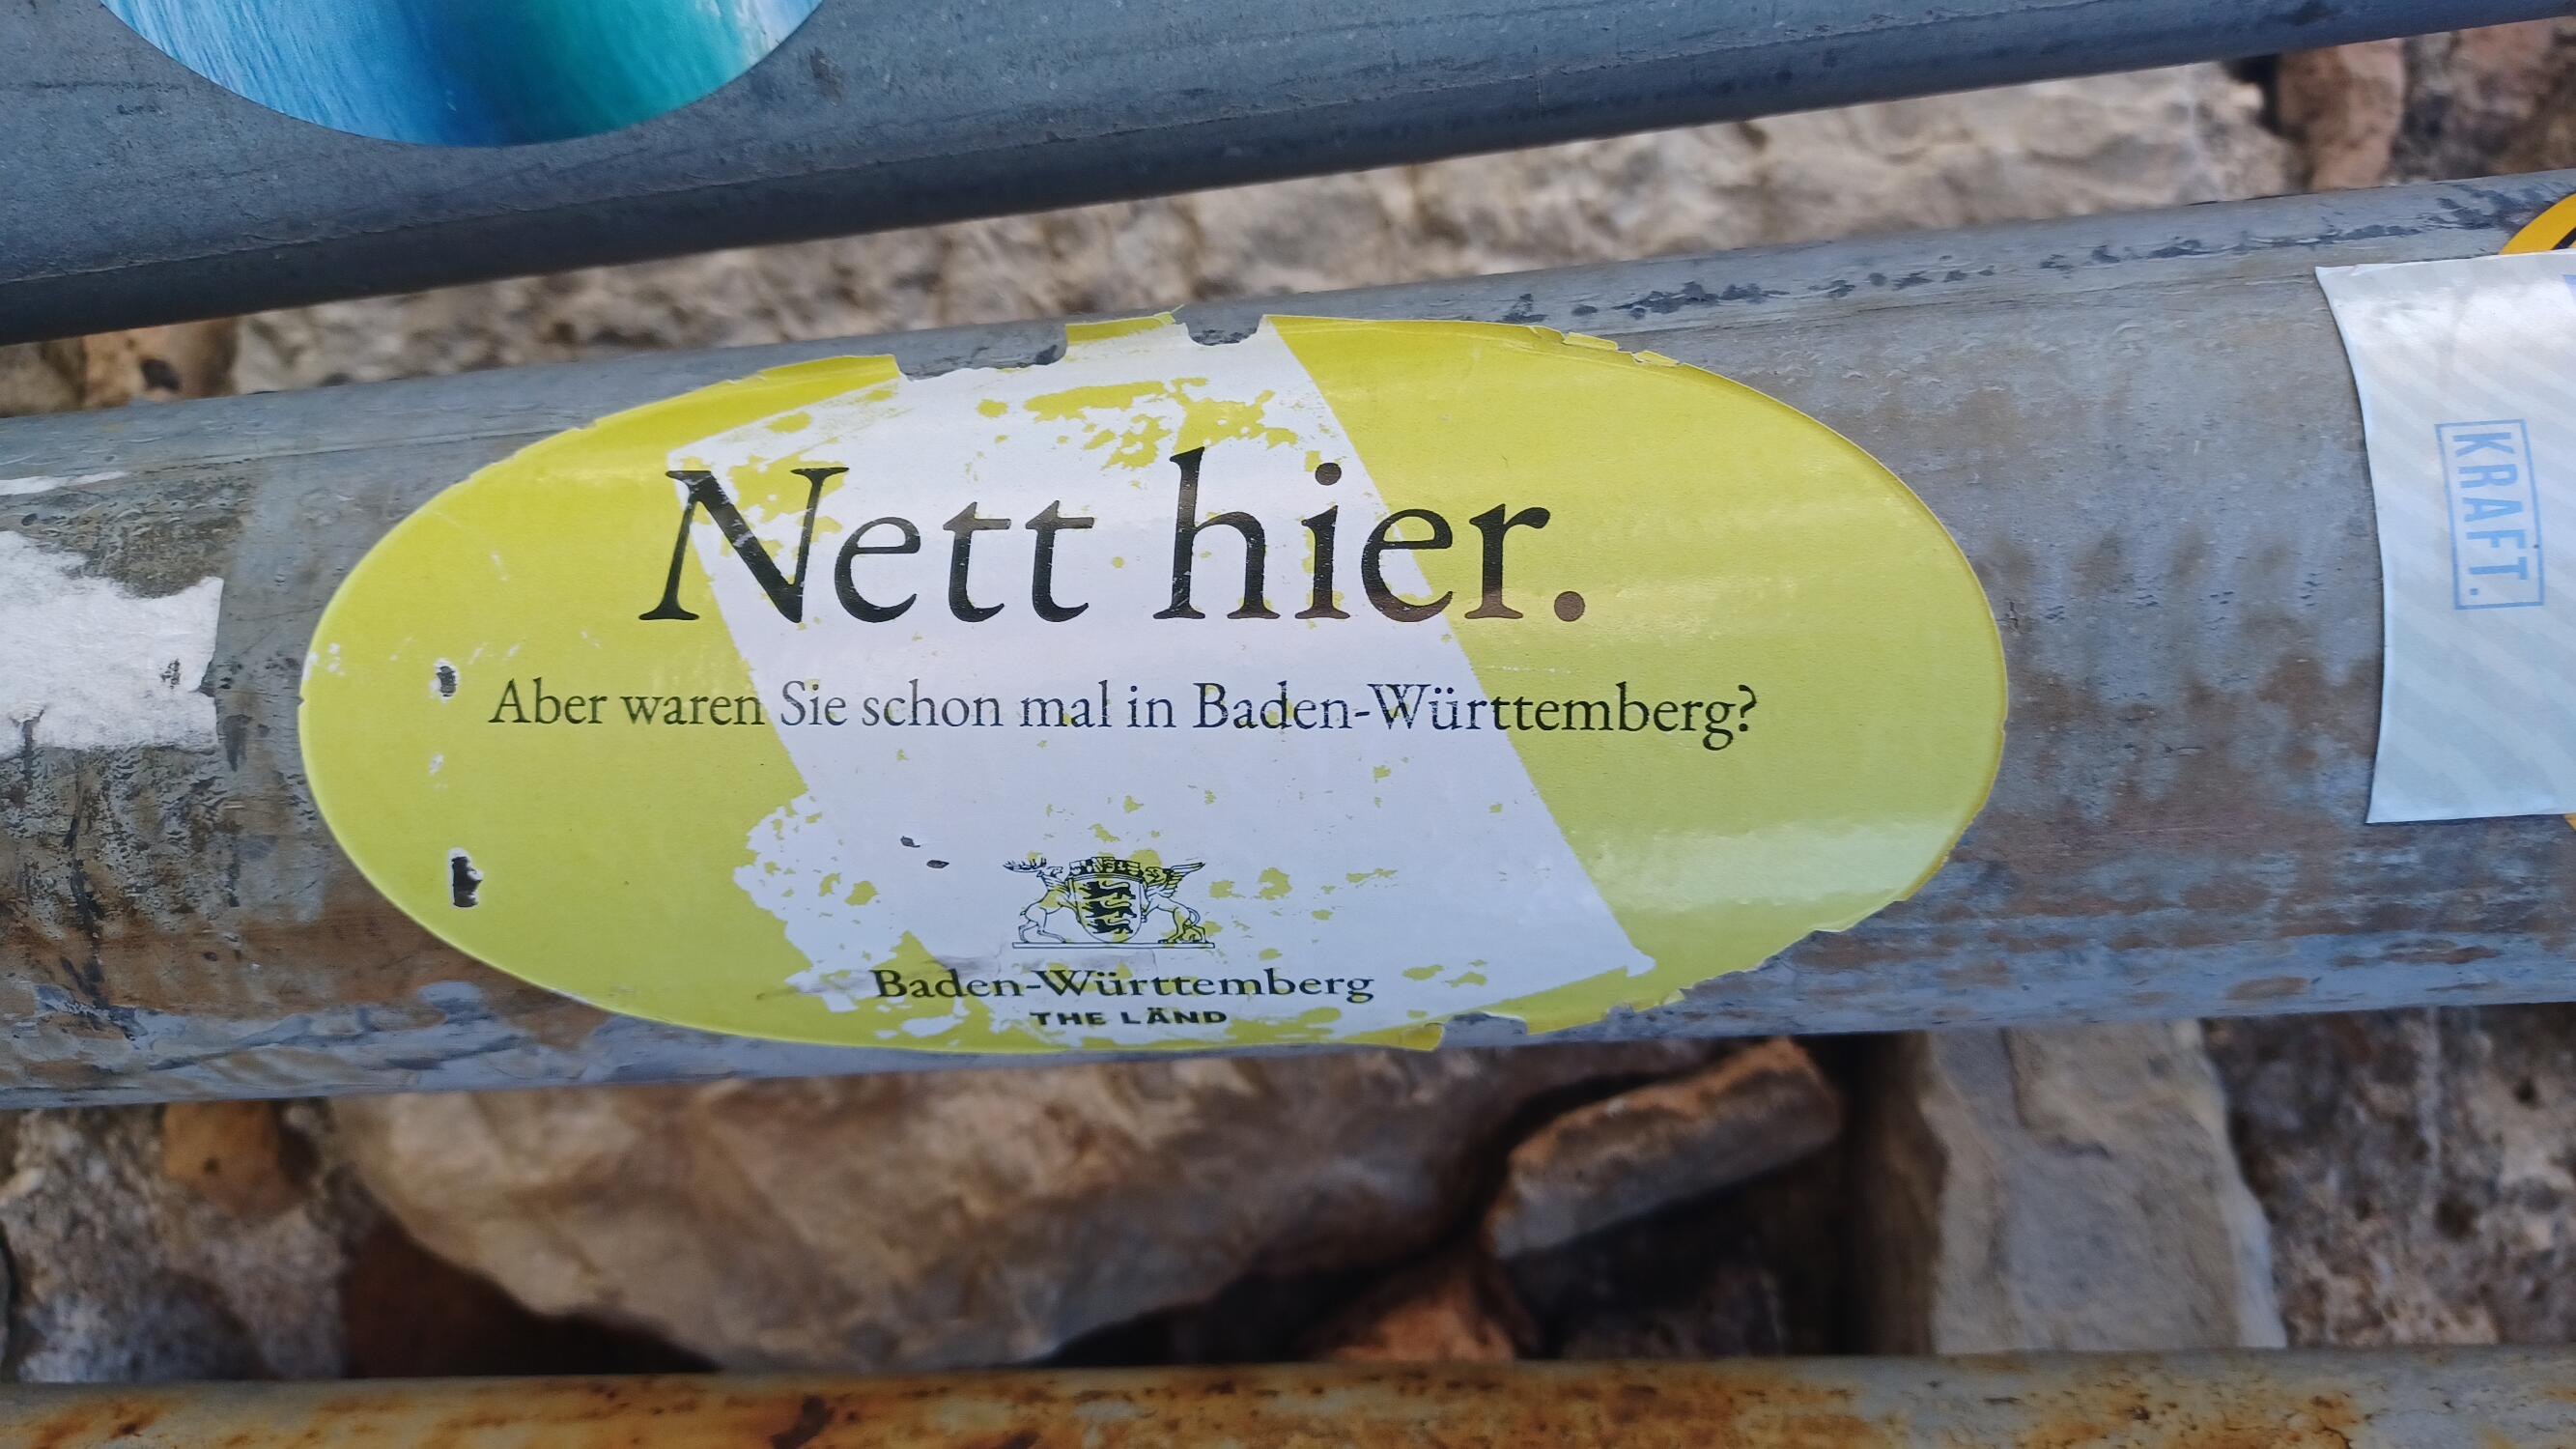 Nett hier.
Aber waren Sie schon mal in Baden-Württemberg?
Baden-Württemberg
THE LÄND
KRAFT.